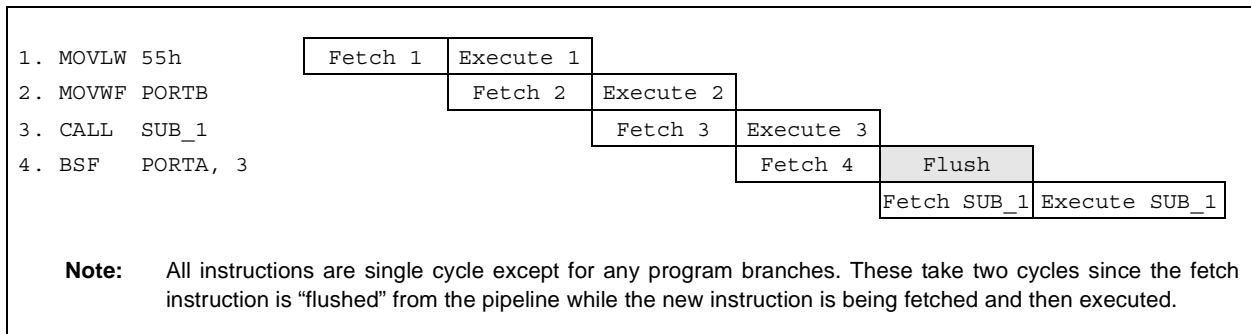 1. MOVLW 55h Fetch 1 Execute 1
2. MOVWF PORTB Fetch 2 Execute 2
3. CALL SUB_1 Fetch 3 Execute 3
4. BSF PORTA, 3 Fetch 4 Flush
Fetch SUB_1 Execute SUB_1
Note: All instructions are single cycle except for any program branches. These take two cycles since the fetch
instruction is “flushed” from the pipeline while the new instruction is being fetched and then executed.